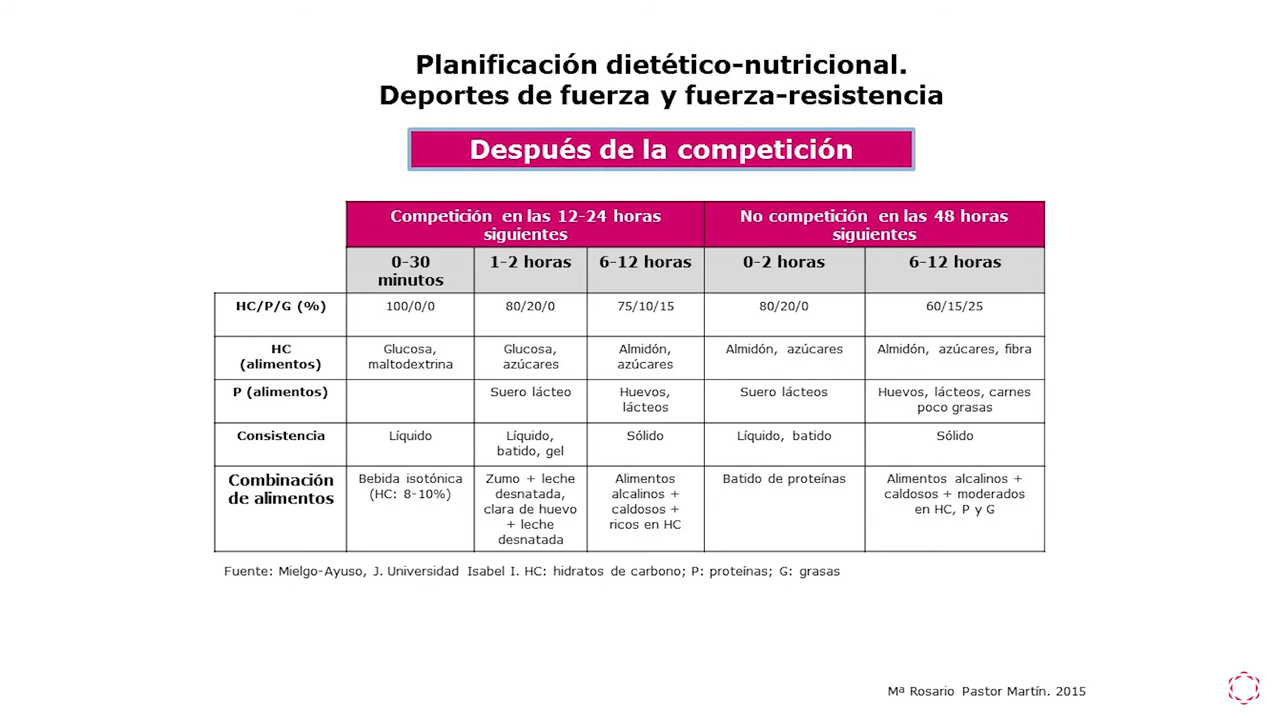 Planificación dietético-nutricional.
Deportes de fuerza y fuerza-resistencia
Después de la competición
Competición en las 12-24 horas
siguientes
No competición en las 48 horas
siguientes
0-30
minutos
1-2 horas
6-12 horas
0-2 horas
6-12 horas
HC/P/G (%)
100/0/0
80/20/0
75/10/15
80/20/0
60/15/25
HC
(alimentos)
Glucosa,
maltodextrina
Glucosa,
azúcares
Almidón,
azúcares
Almidón, azúcares
Almidón, azúcares, fibra
P (alimentos)
Suero lácteo
Huevos,
lácteos
Suero lácteos
Huevos, lácteos, carnes
poco grasas
Consistencia
Líquido
Líquido,
batido, gel
Sólido
Líquido, batido
Sólido
Combinación
de alimentos
Bebida isotónica
(HC: 8-10%)
Zumo + leche
desnatada,
clara de huevo
+ leche
desnatada
Alimentos
alcalinos +
caldosos +
ricos en HC
Batido de proteínas
Alimentos alcalinos +
caldosos + moderados
en HC, P y G
Fuente: Mielgo-Ayuso, J. Universidad Isabel I. HC: hidratos de carbono; P: proteínas; G: grasas
Mª Rosario Pastor Martín. 2015